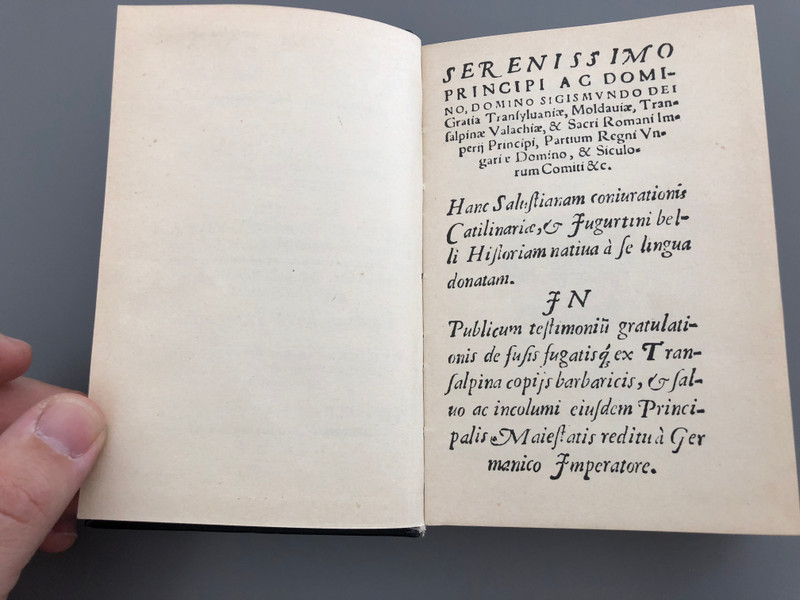 SERENISSIMO
PRINCIPI AC DOMI-
NO, DOMINO SIGISMVNDO DEI
Gratia Tranſyluaniæ, Moldauiæ, Tran-
ſalpinæ Valachiæ, & Sacri Romani Im-
perij Principi, Partium Regni Vn-
gari e Domino, & Siculo-
rum Comiti &c.
Hanc Saluſtianam coniurationis
Catilinariæ, & Jugurtini bel-
li Hiſtoriam natiua à ſe lingua
donatam.
JN
Publicum teſtimoniū gratulati-
onis de fuſis fugatisq́; ex Tran-
ſalpina copijs barbaricis, & ſal-
uo ac incolumi eiuſdem Princi-
palis Maieſtatis reditu à Ger
manico Jmperatore.